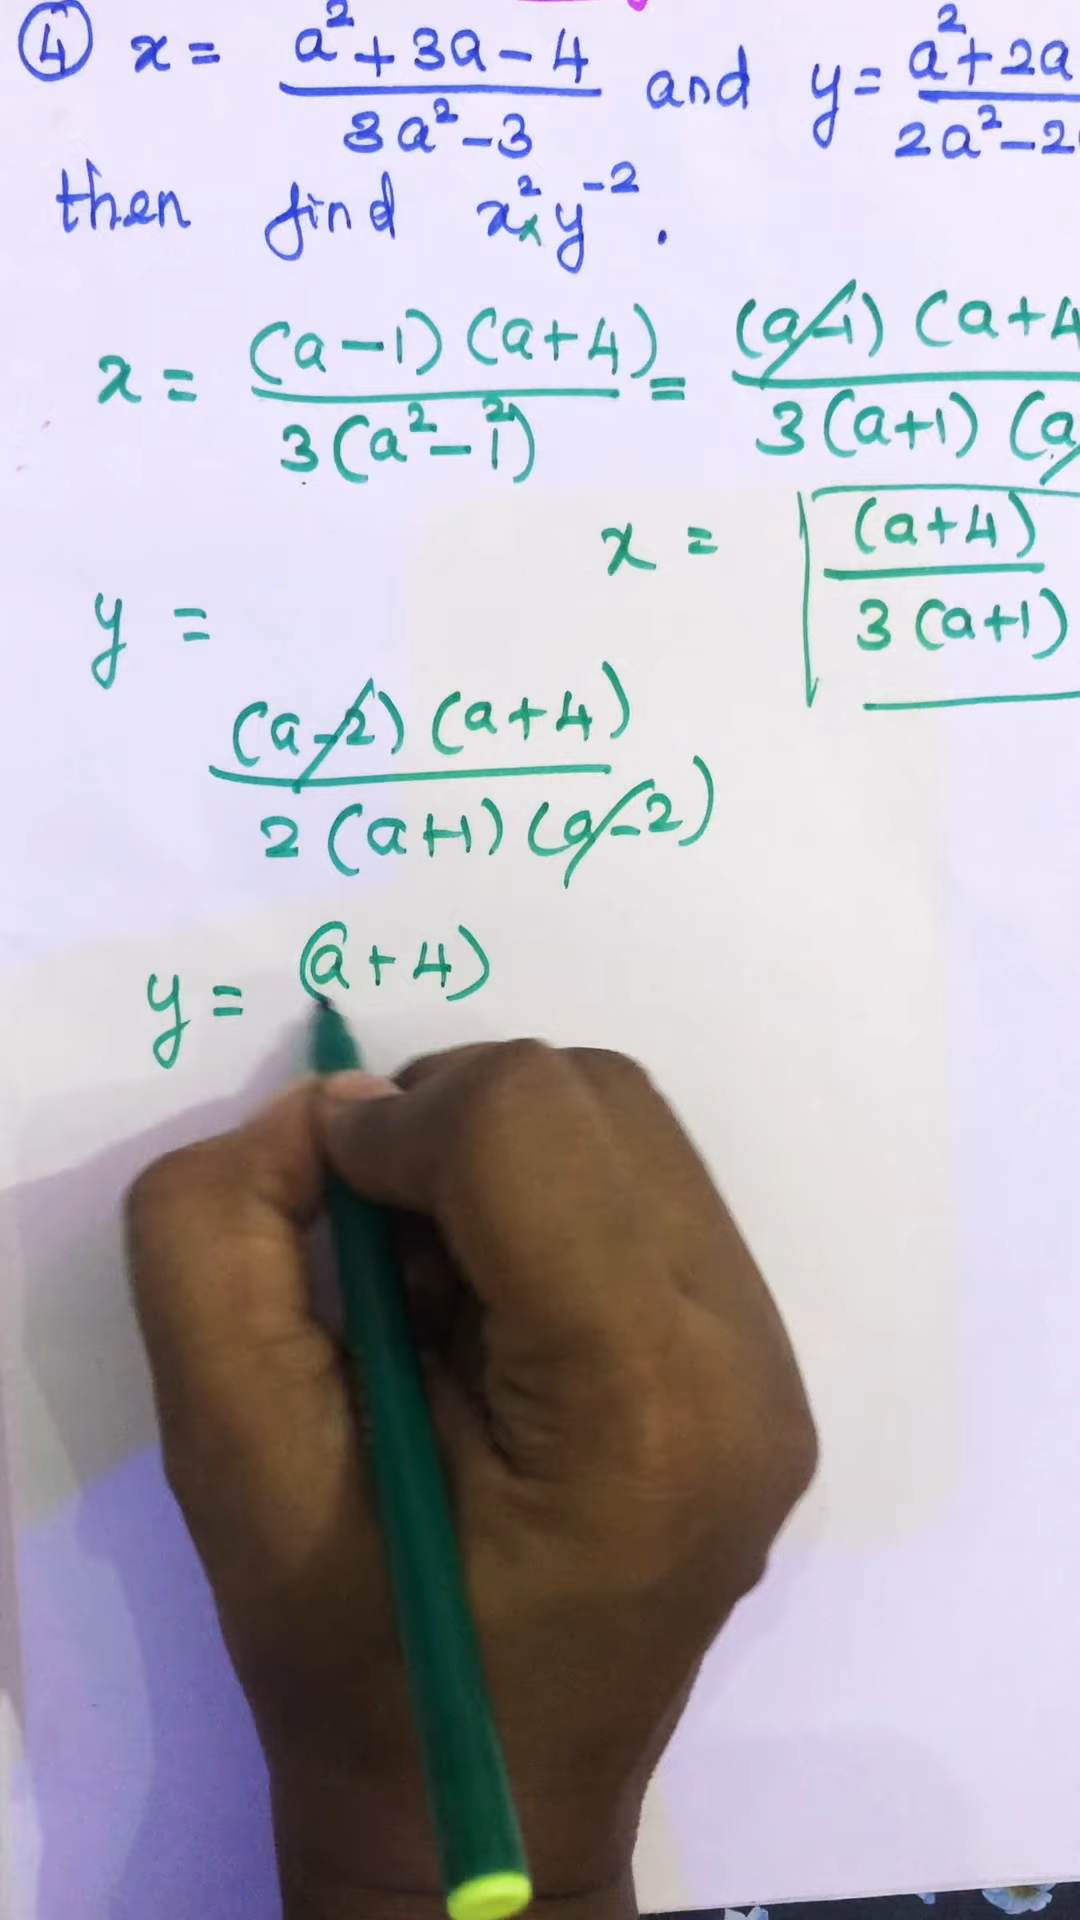 ④ x = a²+3a-4 / 3a²-3 and y = a²+2a / 2a²-2
then find x²×y⁻².
x = (a-1)(a+4) / 3(a²-1²) = (a-1)(a+4 / 3(a+1)(a
x = (a+4) / 3(a+1)
y =
(a-2)(a+4) / 2(a+1)(a-2)
y = (a+4)